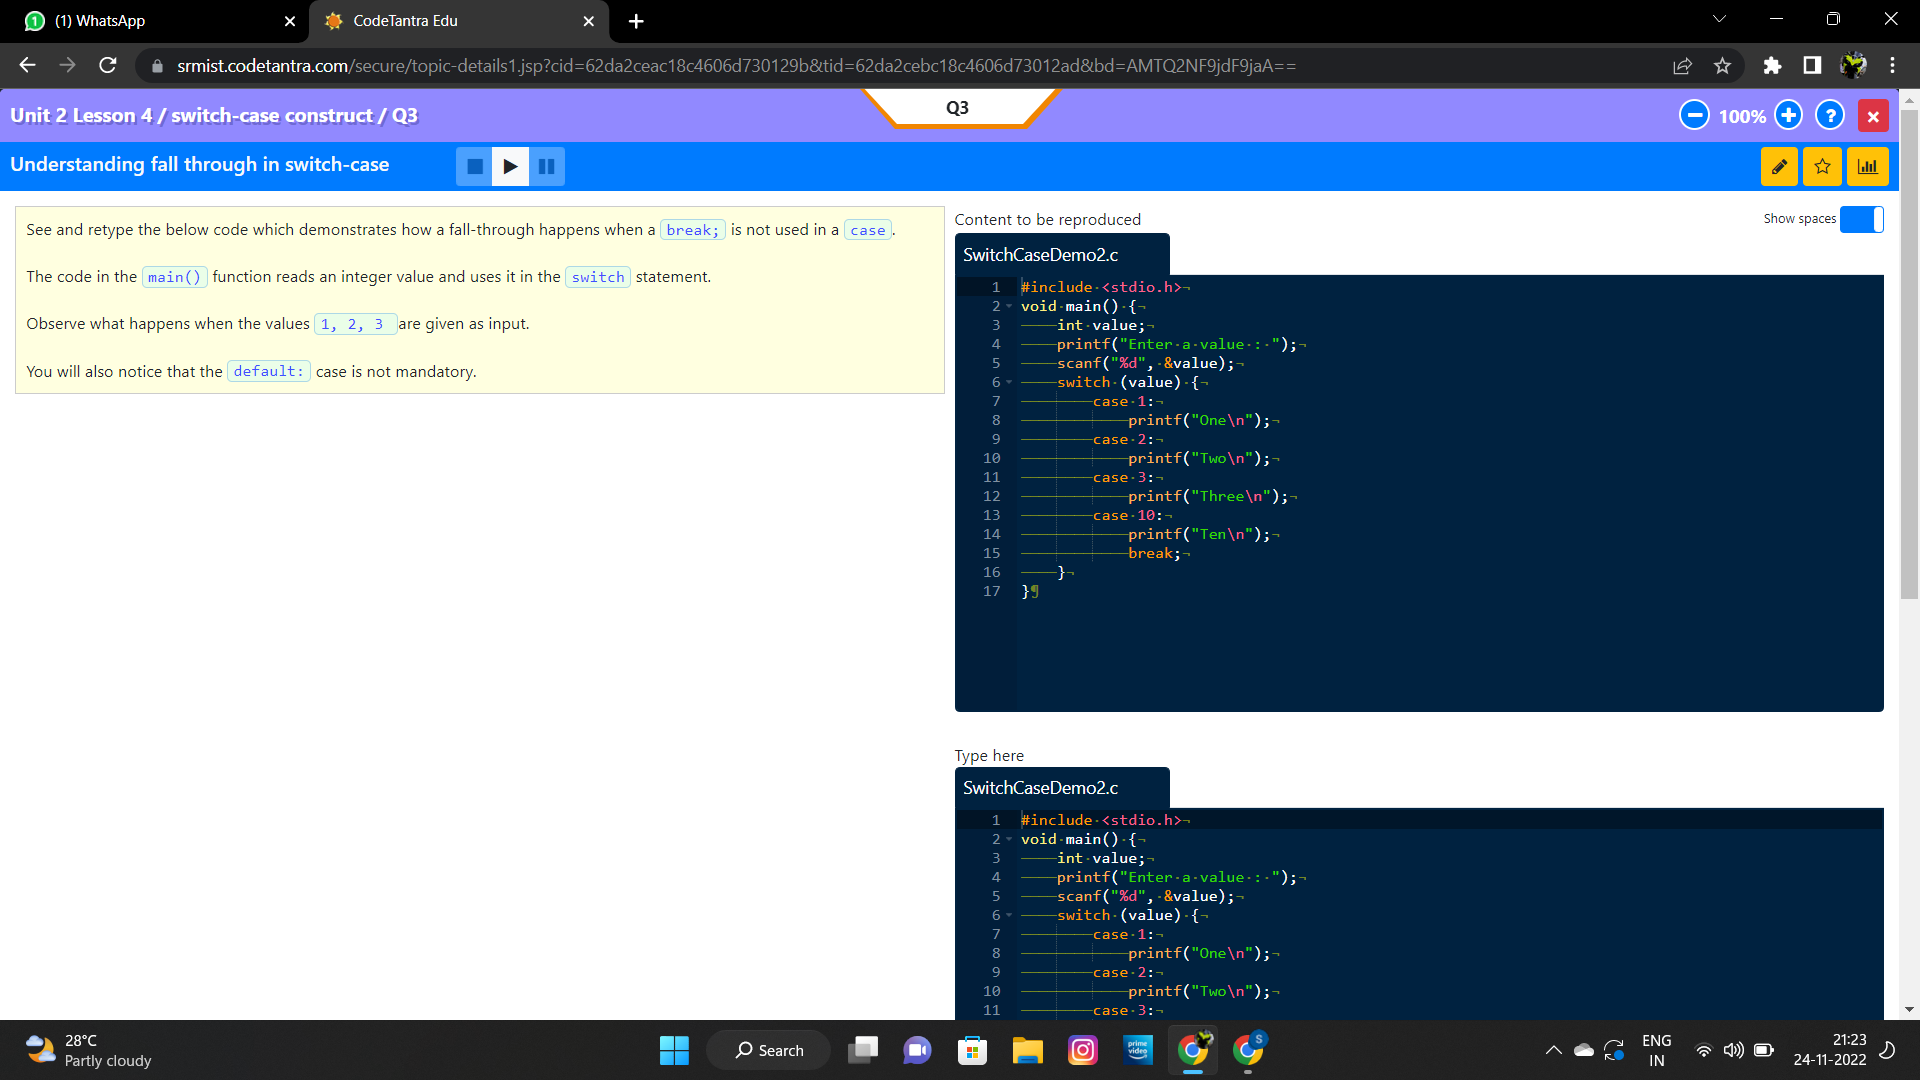 (1) WhatsApp
CodeTantra Edu
srmist.codetantra.com/secure/topic-details1.jsp?cid=62da2ceac18c4606d730129b&tid=62da2cebc18c4606d73012ad&bd=AMTQ2NF9jdF9jaA==
Unit 2 Lesson 4 / switch-case construct / Q3
Q3
100%
?
Understanding fall through in switch-case
See and retype the below code which demonstrates how a fall-through happens when a break; is not used in a case.
The code in the main() function reads an integer value and uses it in the switch statement.
Observe what happens when the values 1, 2, 3 are given as input.
You will also notice that the default: case is not mandatory.
Content to be reproduced
Show spaces
SwitchCaseDemo2.c
1 #include·<stdio.h>¬
2 void·main()·{¬
3 int·value;¬
4 printf("Enter·a·value·:·");¬
5 scanf("%d",·&value);¬
6 switch·(value)·{¬
7 case·1:¬
8 printf("One\n");¬
9 case·2:¬
10 printf("Two\n");¬
11 case·3:¬
12 printf("Three\n");¬
13 case·10:¬
14 printf("Ten\n");¬
15 break;¬
16 }¬
17 }¶
Type here
SwitchCaseDemo2.c
1 #include·<stdio.h>¬
2 void·main()·{¬
3 int·value;¬
4 printf("Enter·a·value·:·");¬
5 scanf("%d",·&value);¬
6 switch·(value)·{¬
7 case·1:¬
8 printf("One\n");¬
9 case·2:¬
10 printf("Two\n");¬
11 case·3:¬
28°C
Partly cloudy
Search
prime video
S
ENG
IN
21:23
24-11-2022